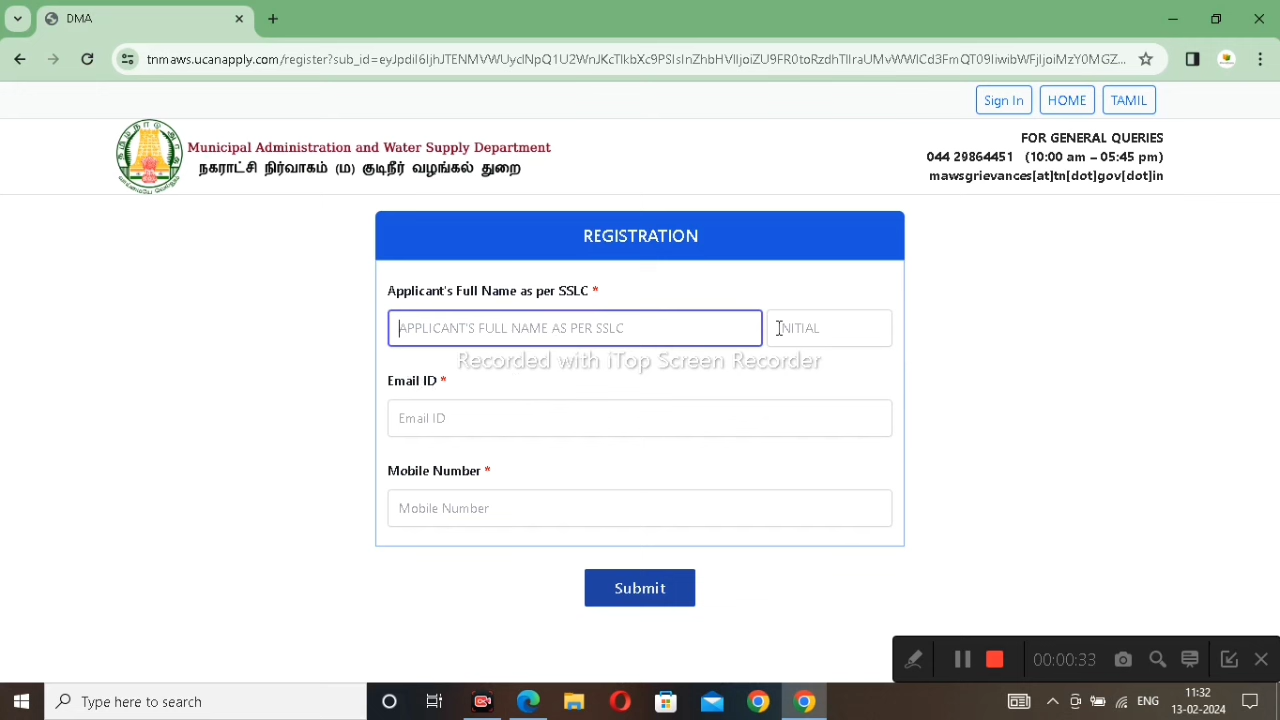 DMA
tnmaws.ucanapply.com/register?sub_id=
Sign In HOME TAMIL
Municipal Administration and Water Supply Department
நகராட்சி நிர்வாகம் (ம) குடிநீர் வழங்கல் துறை
FOR GENERAL QUERIES
044 29864451 (10:00 am – 05:45 pm)
mawsgrievances[at]tn[dot]gov[dot]in
REGISTRATION
Applicant's Full Name as per SSLC *
APPLICANT'S FULL NAME AS PER SSLC INITIAL
Recorded with iTop Screen Recorder
Email ID *
Email ID
Mobile Number *
Mobile Number
Submit
00:00:33
Type here to search
ENG
11:32
13-02-2024